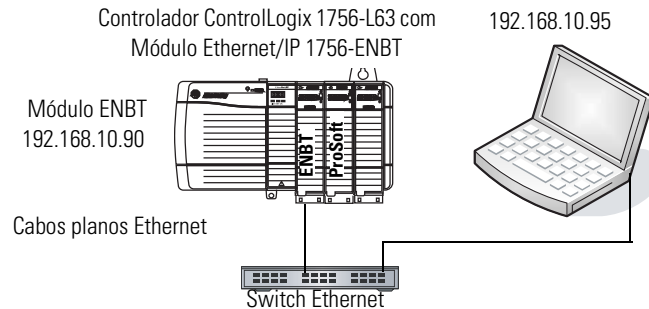 Controlador ControlLogix 1756-L63 com
Módulo Ethernet/IP 1756-ENBT
192.168.10.95
Módulo ENBT
192.168.10.90
ENBT
ProSoft
Cabos planos Ethernet
Switch Ethernet